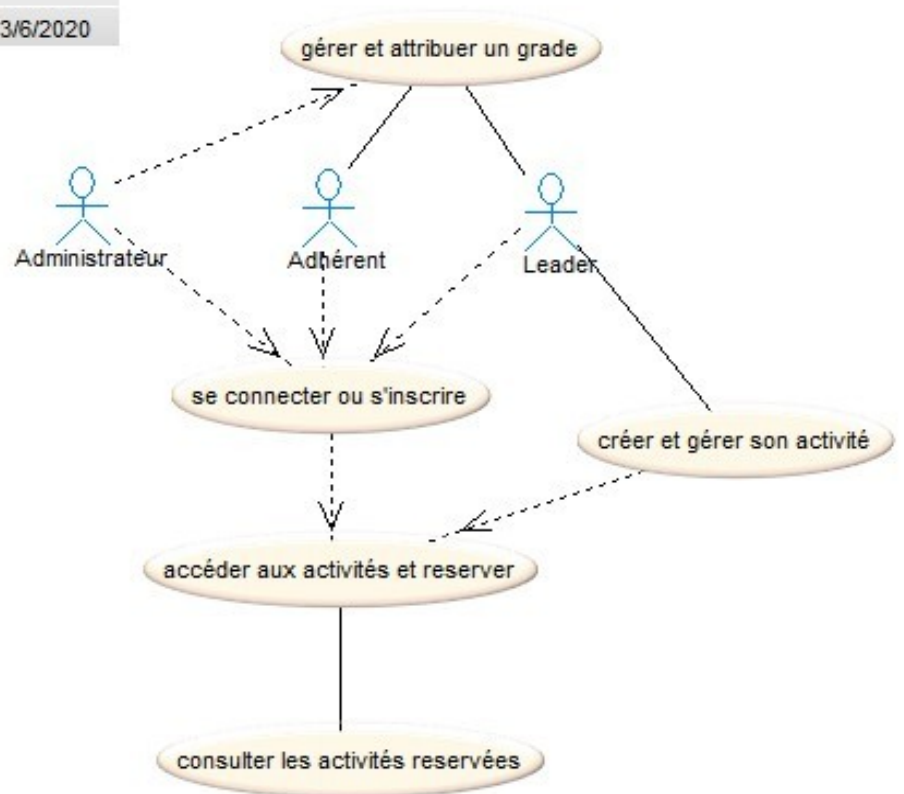 3/6/2020
gérer et attribuer un grade
Administrateur
Adhérent
Leader
se connecter ou s'inscrire
créer et gérer son activité
accéder aux activités et reserver
consulter les activités reservées